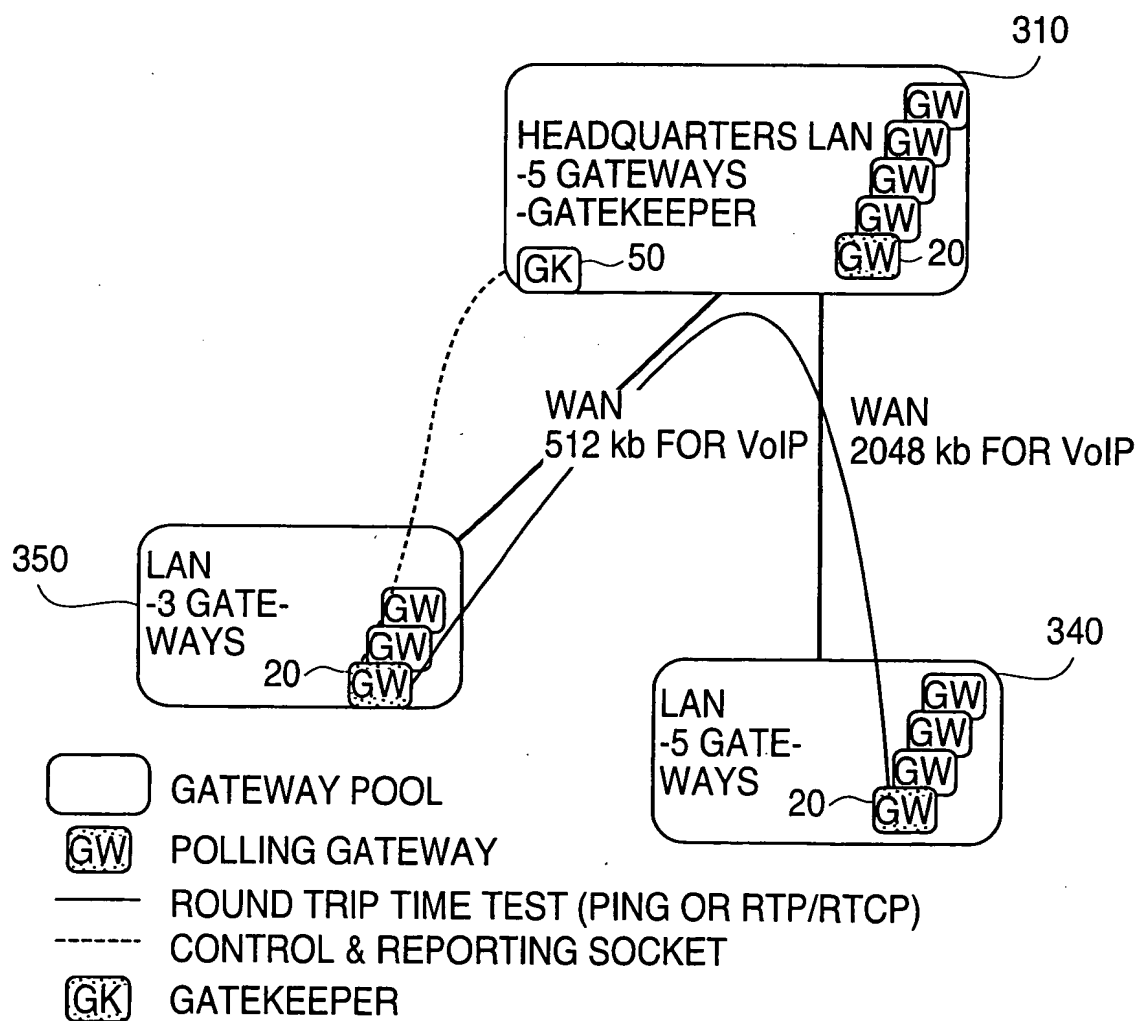 310
GW
HEADQUARTERS LAN
GW
-5 GATEWAYS
GW
-GATEKEEPER
GW
GK
50
GW
20
WAN
512 kb FOR VoIP
WAN
2048 kb FOR VoIP
350
LAN
-3 GATE-
WAYS
GW
GW
20
GW
340
LAN
-5 GATE-
WAYS
GW
GW
GW
20
GW
GATEWAY POOL
GW
POLLING GATEWAY
ROUND TRIP TIME TEST (PING OR RTP/RTCP)
CONTROL & REPORTING SOCKET
GK
GATEKEEPER